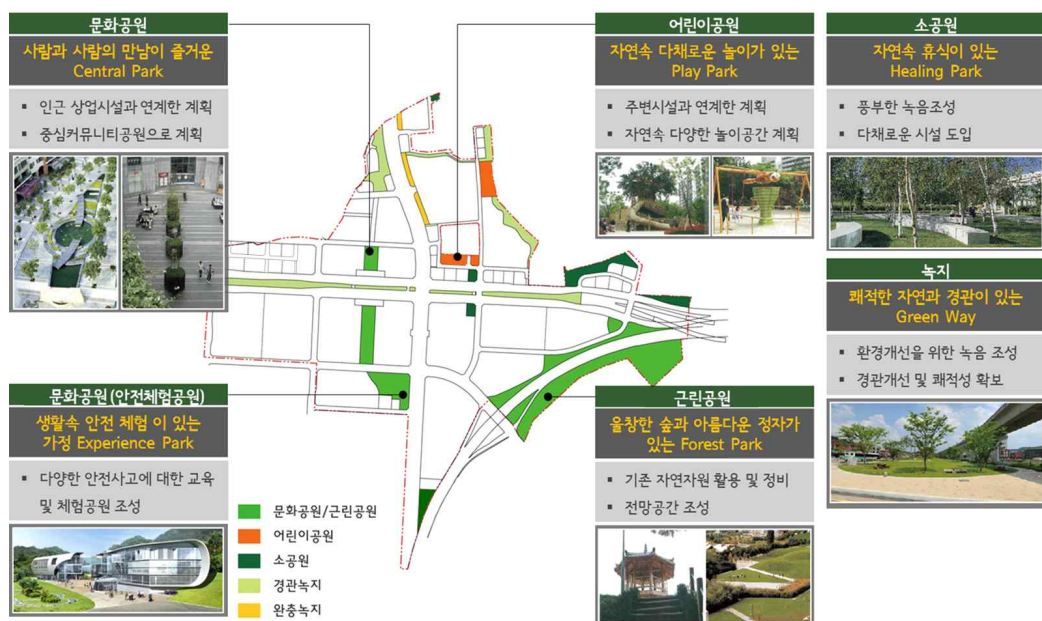 문화공원
사람과 사람의 만남이 즐거운
Central Park
▪ 인근 상업시설과 연계한 계획
▪ 중심커뮤니티공원으로 계획
어린이공원
자연속 다채로운 놀이가 있는
Play Park
▪ 주변시설과 연계한 계획
▪ 자연속 다양한 놀이공간 계획
소공원
자연속 휴식이 있는
Healing Park
▪ 풍부한 녹음조성
▪ 다채로운 시설 도입
녹지
쾌적한 자연과 경관이 있는
Green Way
▪ 환경개선을 위한 녹음 조성
▪ 경관개선 및 쾌적성 확보
문화공원(안전체험공원)
생활속 안전 체험 이 있는
가정 Experience Park
▪ 다양한 안전사고에 대한 교육
및 체험공원 조성
근린공원
울창한 숲과 아름다운 정자가
있는 Forest Park
▪ 기존 자연자원 활용 및 정비
▪ 전망공간 조성
문화공원/근린공원
어린이공원
소공원
경관녹지
완충녹지